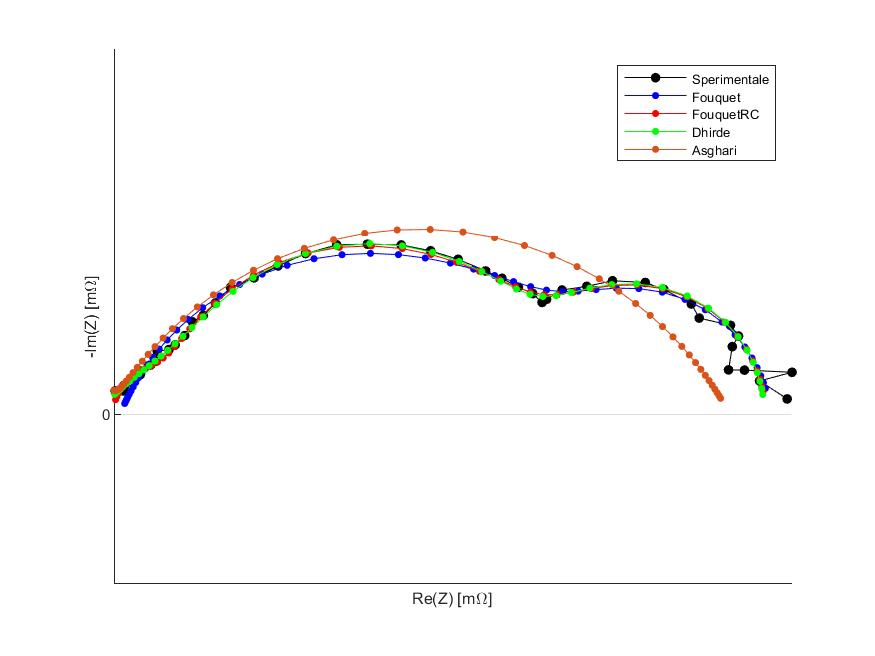 Sperimentale
Fouquet
FouquetRC
Dhirde
Asghari
-Im(Z) [mΩ]
0
Re(Z) [mΩ]